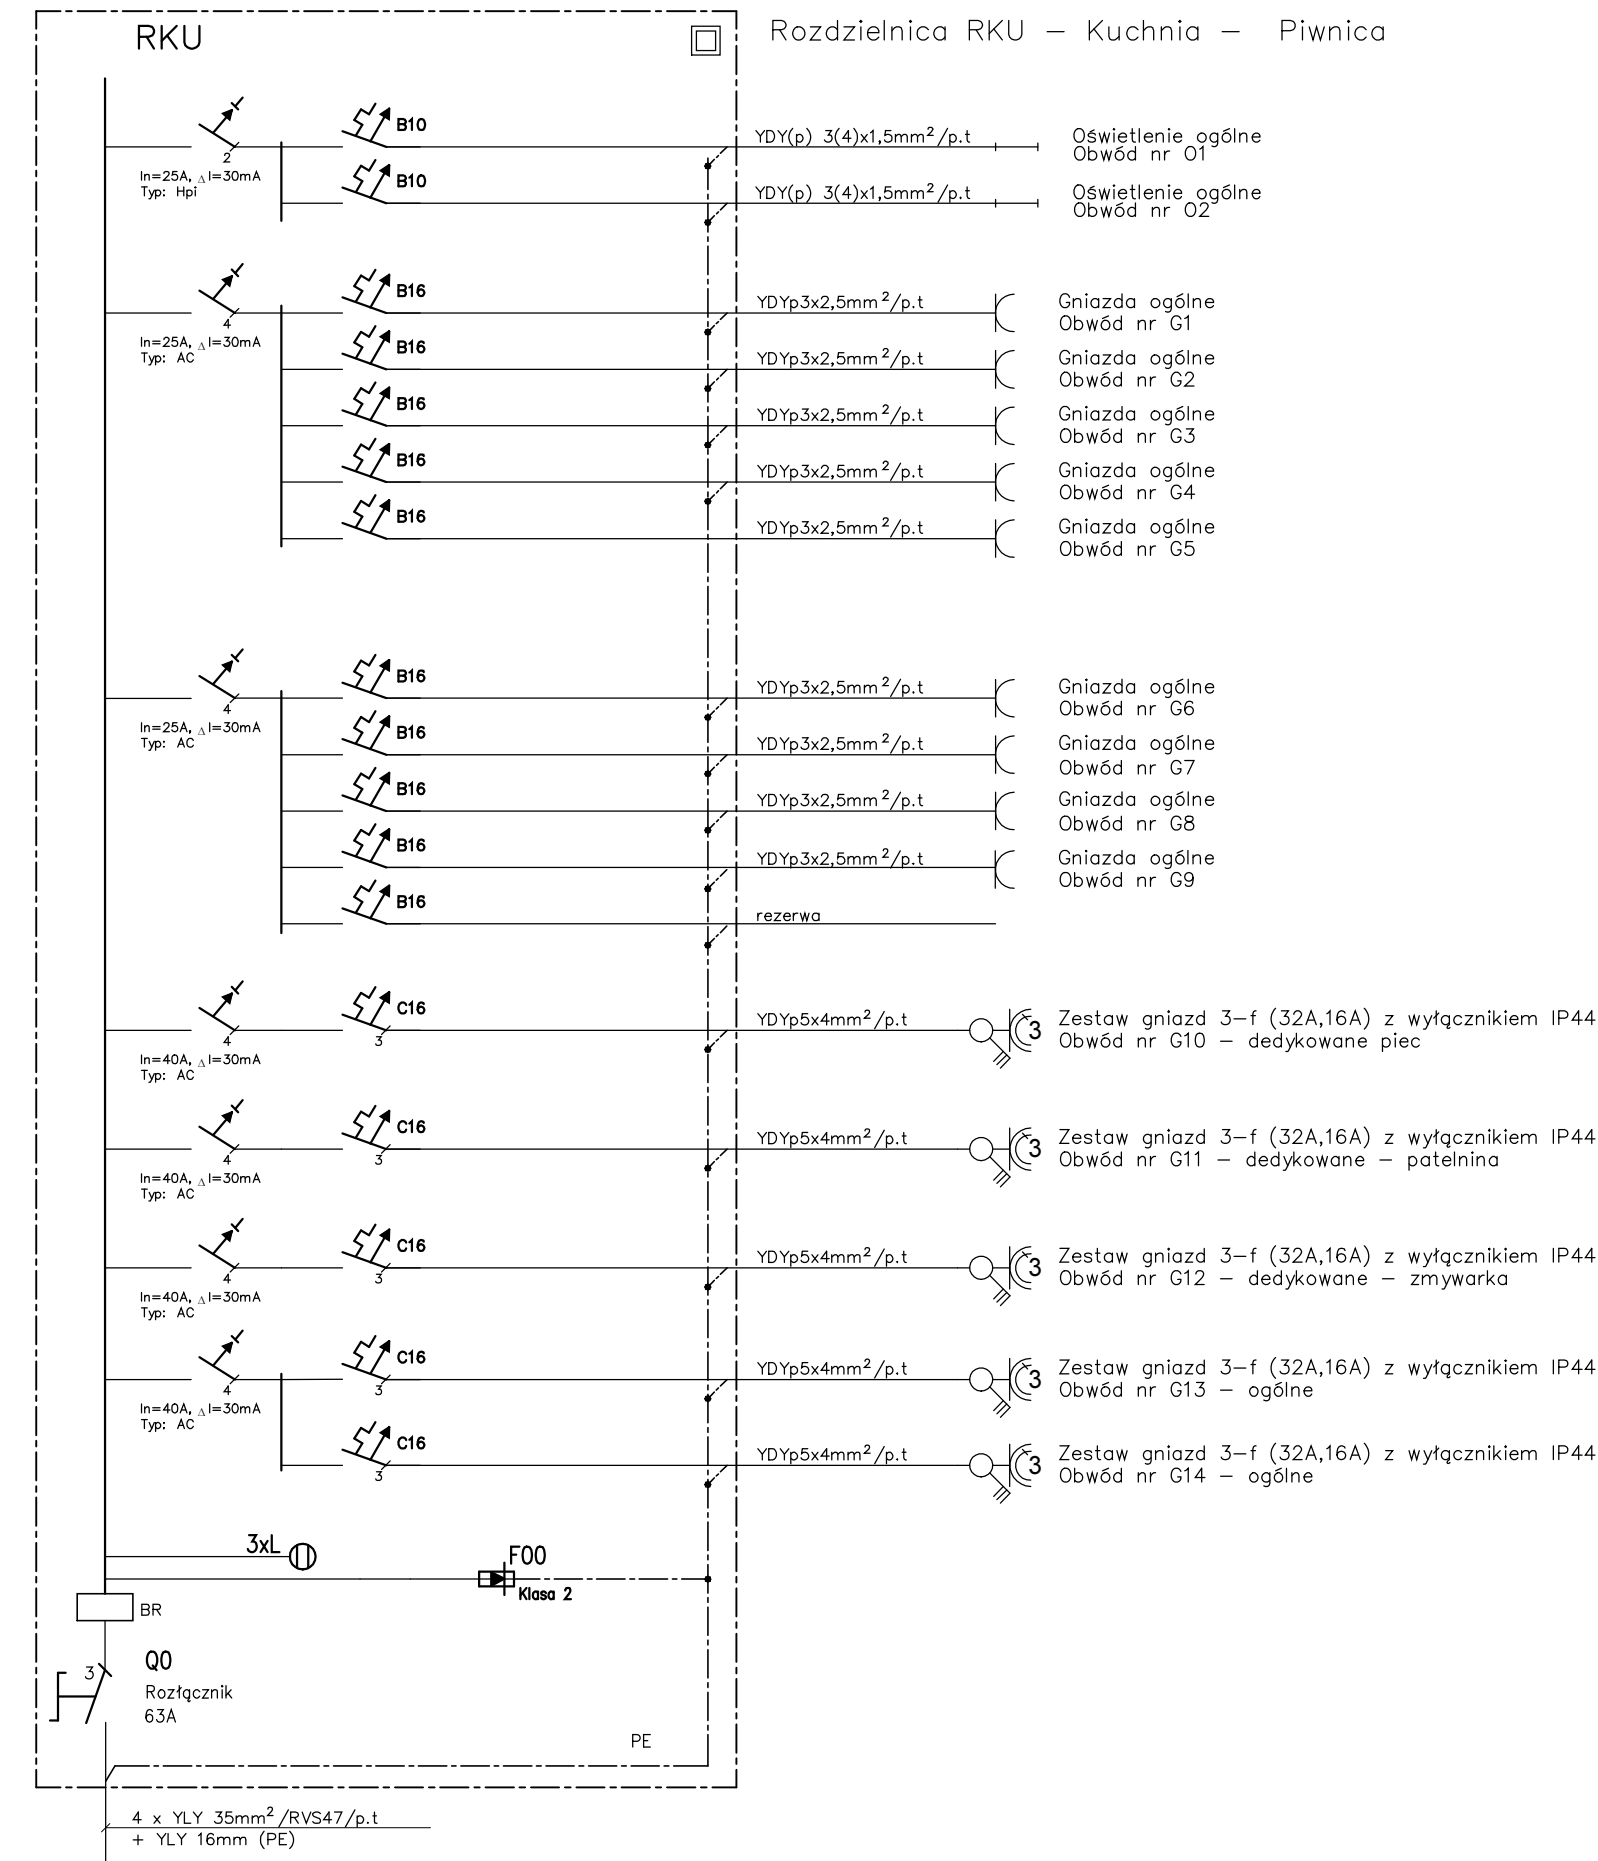 RKU
Rozdzielnica RKU – Kuchnia – Piwnica
B10
YDY(p) 3(4)x1,5mm²/p.t
Oświetlenie ogólne
Obwód nr O1
2
In=25A, △I=30mA
Typ: Hpi
B10
YDY(p) 3(4)x1,5mm²/p.t
Oświetlenie ogólne
Obwód nr O2
B16
YDYp3x2,5mm²/p.t
Gniazda ogólne
Obwód nr G1
4
In=25A, △I=30mA
Typ: AC
B16
YDYp3x2,5mm²/p.t
Gniazda ogólne
Obwód nr G2
B16
YDYp3x2,5mm²/p.t
Gniazda ogólne
Obwód nr G3
B16
YDYp3x2,5mm²/p.t
Gniazda ogólne
Obwód nr G4
B16
YDYp3x2,5mm²/p.t
Gniazda ogólne
Obwód nr G5
B16
YDYp3x2,5mm²/p.t
Gniazda ogólne
Obwód nr G6
4
In=25A, △I=30mA
Typ: AC
B16
YDYp3x2,5mm²/p.t
Gniazda ogólne
Obwód nr G7
B16
YDYp3x2,5mm²/p.t
Gniazda ogólne
Obwód nr G8
B16
YDYp3x2,5mm²/p.t
Gniazda ogólne
Obwód nr G9
B16
rezerwa
C16
YDYp5x4mm²/p.t
3
Zestaw gniazd 3–f (32A,16A) z wyłącznikiem IP44
Obwód nr G10 – dedykowane piec
4
3
In=40A, △I=30mA
Typ: AC
C16
YDYp5x4mm²/p.t
3
Zestaw gniazd 3–f (32A,16A) z wyłącznikiem IP44
Obwód nr G11 – dedykowane – patelnina
4
3
In=40A, △I=30mA
Typ: AC
C16
YDYp5x4mm²/p.t
3
Zestaw gniazd 3–f (32A,16A) z wyłącznikiem IP44
Obwód nr G12 – dedykowane – zmywarka
4
3
In=40A, △I=30mA
Typ: AC
C16
YDYp5x4mm²/p.t
3
Zestaw gniazd 3–f (32A,16A) z wyłącznikiem IP44
Obwód nr G13 – ogólne
4
3
In=40A, △I=30mA
Typ: AC
C16
YDYp5x4mm²/p.t
3
Zestaw gniazd 3–f (32A,16A) z wyłącznikiem IP44
Obwód nr G14 – ogólne
3
3xL
F00
Klasa 2
BR
3
Q0
Rozłącznik
63A
PE
4 x YLY 35mm²/RVS47/p.t
+ YLY 16mm (PE)